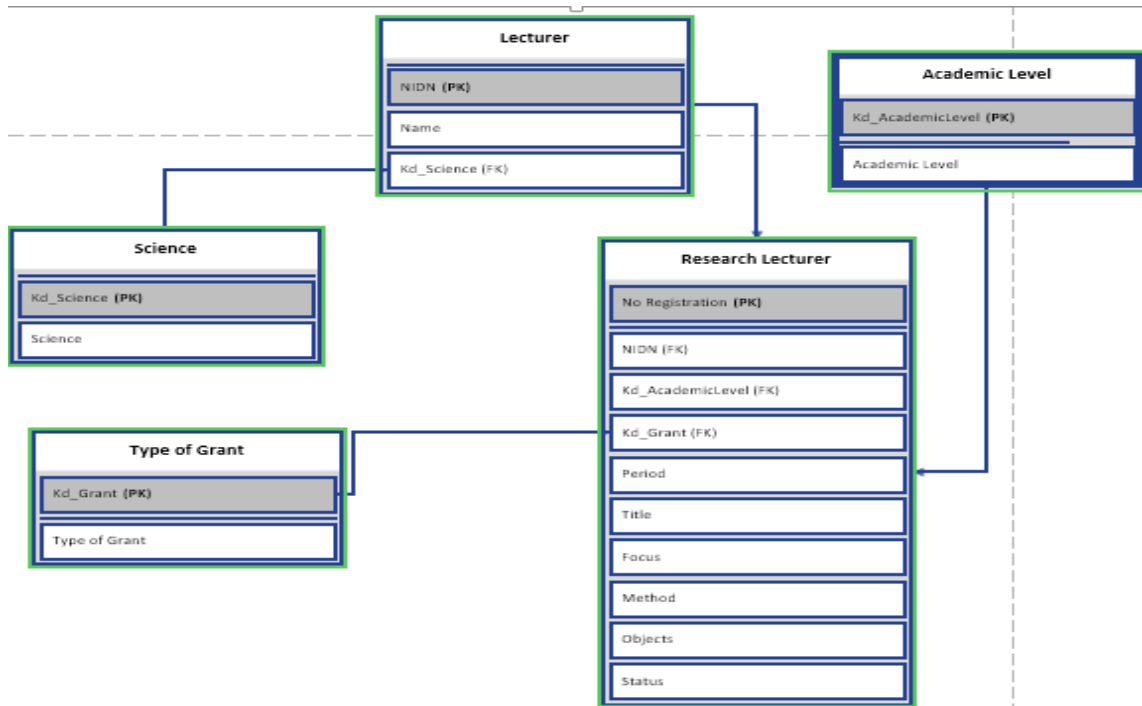 Lecturer
NIDN (PK)
Name
Kd_Science (FK)
Academic Level
Kd_AcademicLevel (PK)
Academic Level
Science
Kd_Science (PK)
Science
Research Lecturer
No Registration (PK)
NIDN (FK)
Kd_AcademicLevel (FK)
Kd_Grant (FK)
Period
Title
Focus
Method
Objects
Status
Type of Grant
Kd_Grant (PK)
Type of Grant